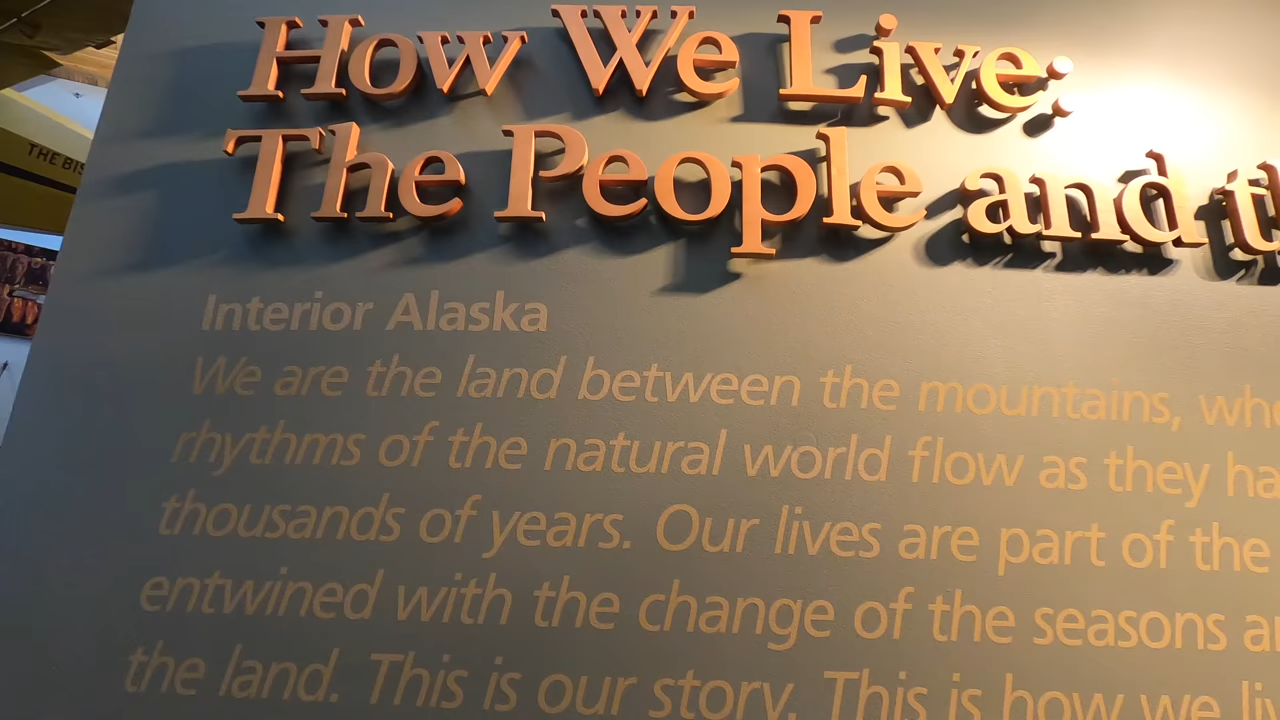 How We Live:
The People and
THE
Interior Alaska
We are the land between the mountains,
rhythms of the natural world flow as they
thousands of years. Our lives are part of the
entwined with the change of the seasons
the land. This is our story. This is how we